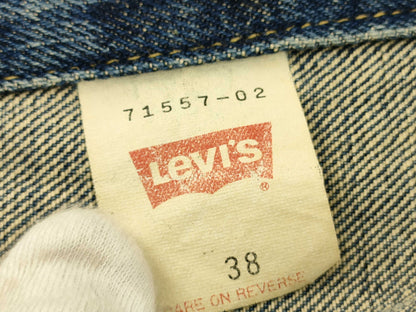 71557-02
Levi's
®
38
CARE ON REVERSE